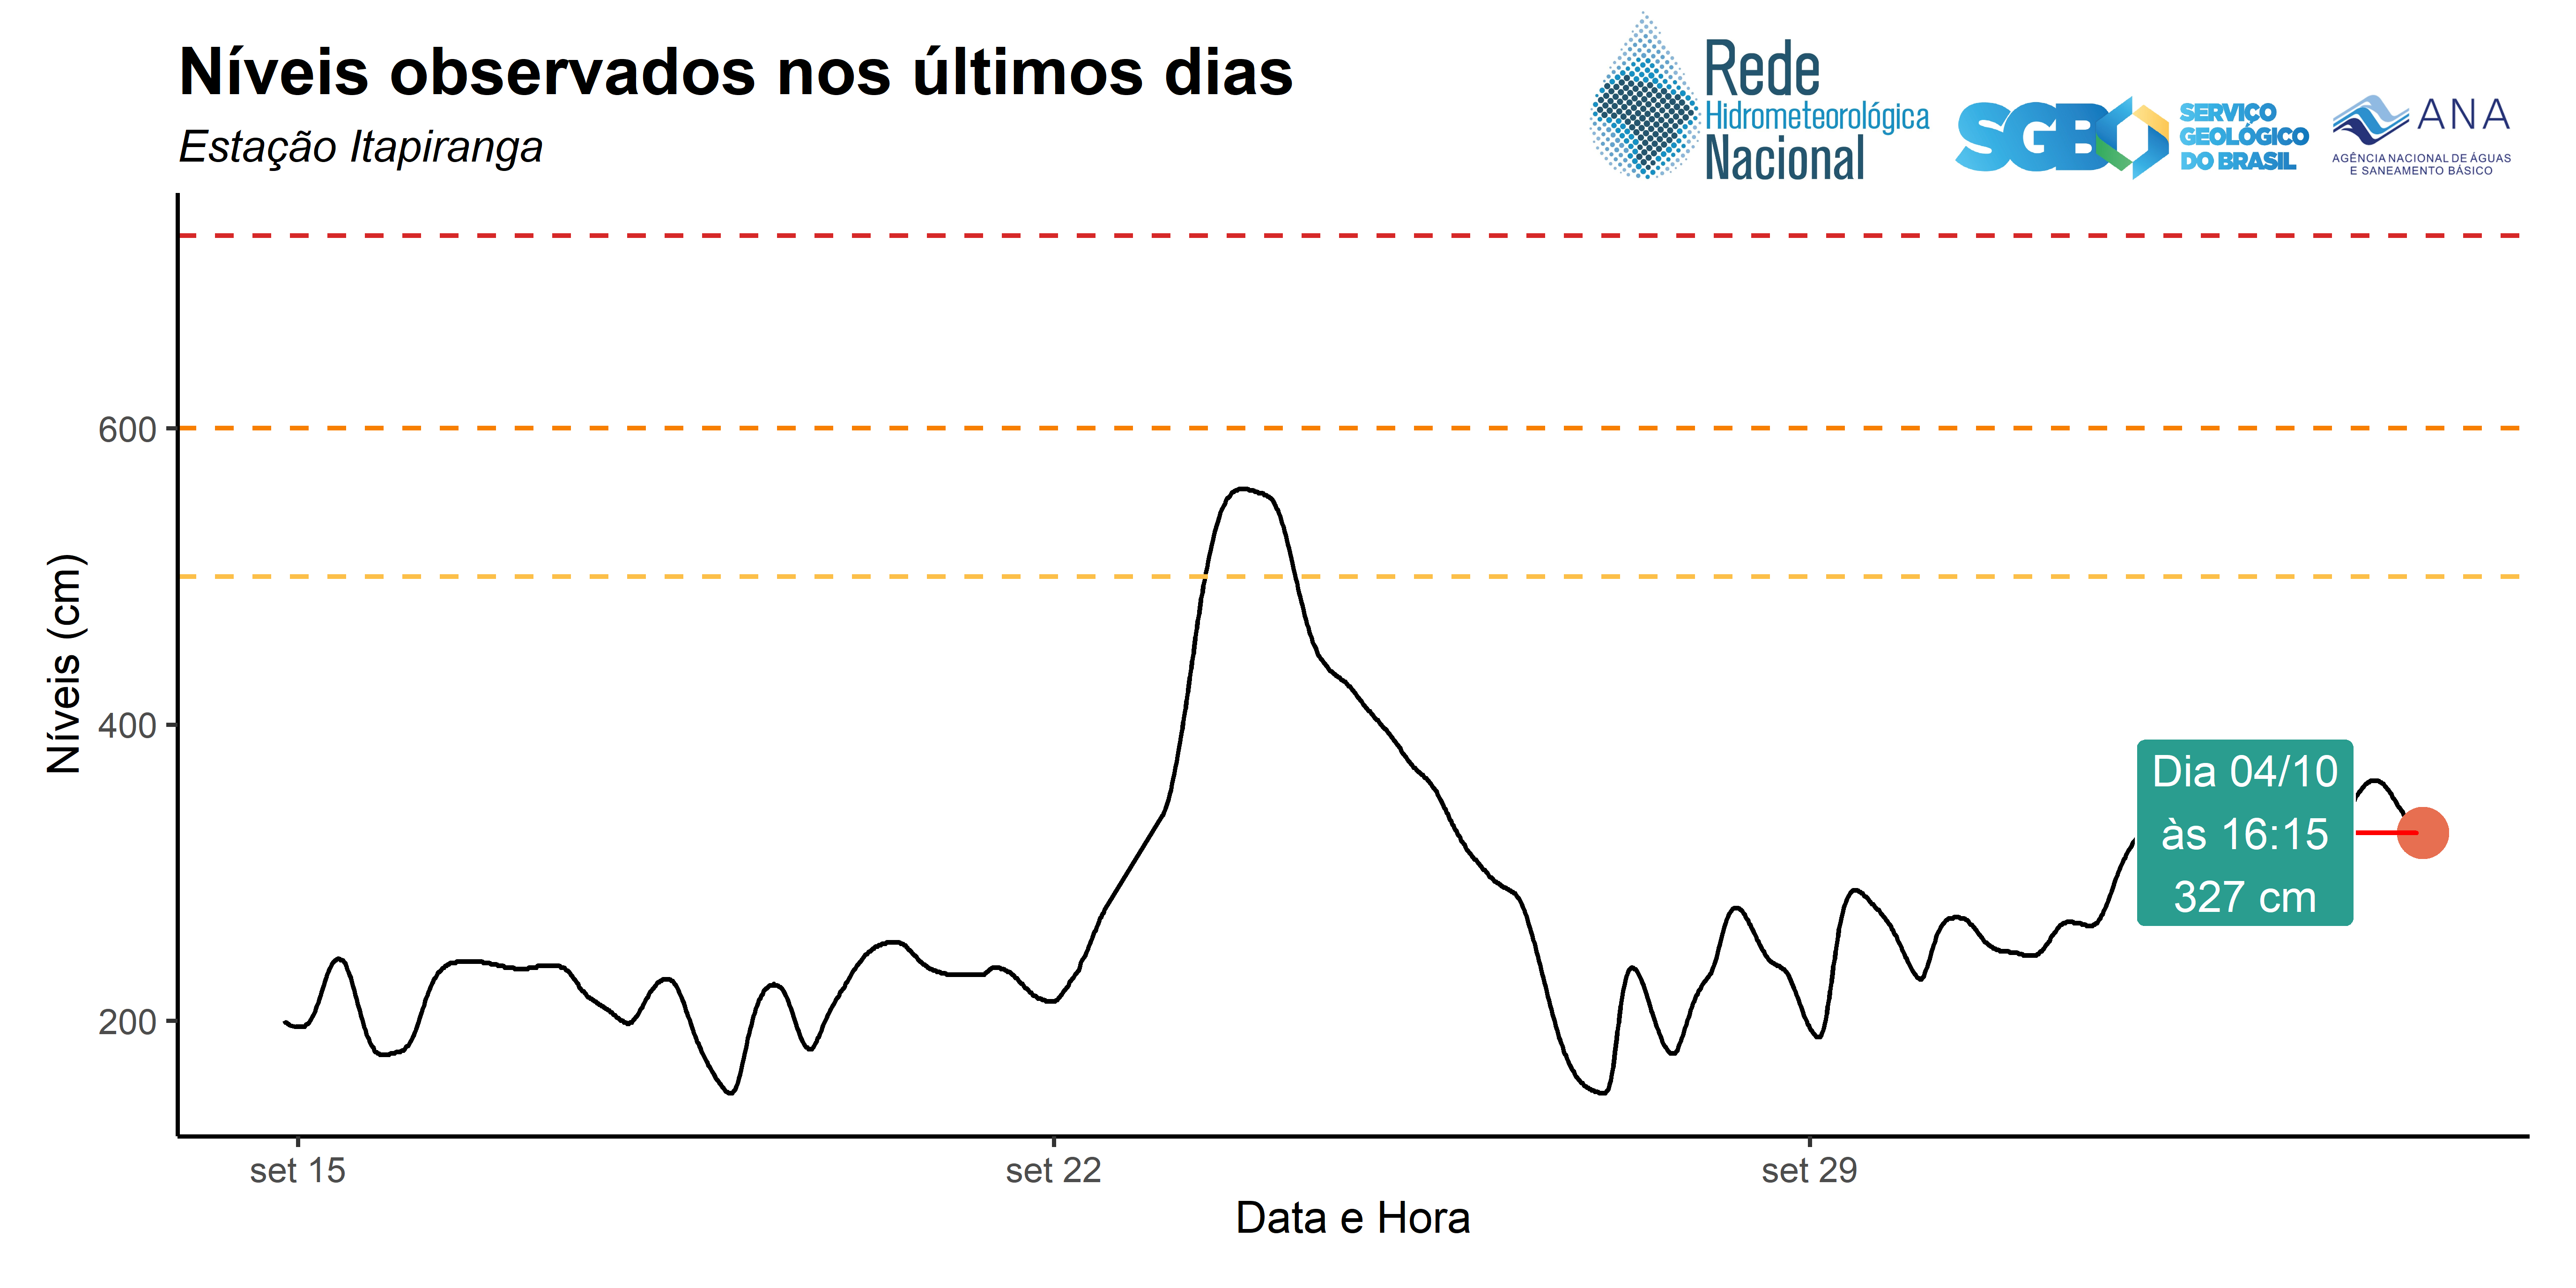 Níveis observados nos últimos dias
Estação Itapiranga
Rede
Hidrometeorológica
Nacional
SGB
SERVIÇO
GEOLÓGICO
DO BRASIL
ANA
AGÊNCIA NACIONAL DE ÁGUAS
E SANEAMENTO BÁSICO
Níveis (cm)
600
400
200
Dia 04/10
às 16:15
327 cm
set 15
set 22
set 29
Data e Hora